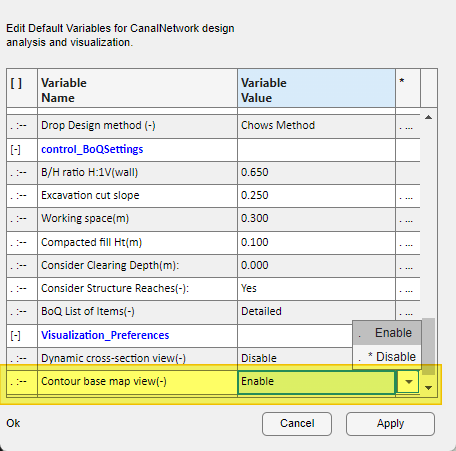 Edit Default Variables for CanalNetwork design
analysis and visualization.
[ ] Variable Name Variable Value *
. :-- Drop Design method (-) Chows Method . ...
[-] control_BoQSettings
. :-- B/H ratio H:1V(wall) 0.650
. :-- Excavation cut slope 0.250 . ...
. :-- Working space(m) 0.300 . ...
. :-- Compacted fill Ht(m) 0.100 . ...
. :-- Consider Clearing Depth(m): 0.000 . ...
. :-- Consider Structure Reaches(-): Yes . ...
. :-- BoQ List of Items(-) Detailed . ...
[-] Visualization_Preferences . Enable
. :-- Dynamic cross-section view(-) Disable . * Disable
. :-- Contour base map view(-) Enable
Ok Cancel Apply